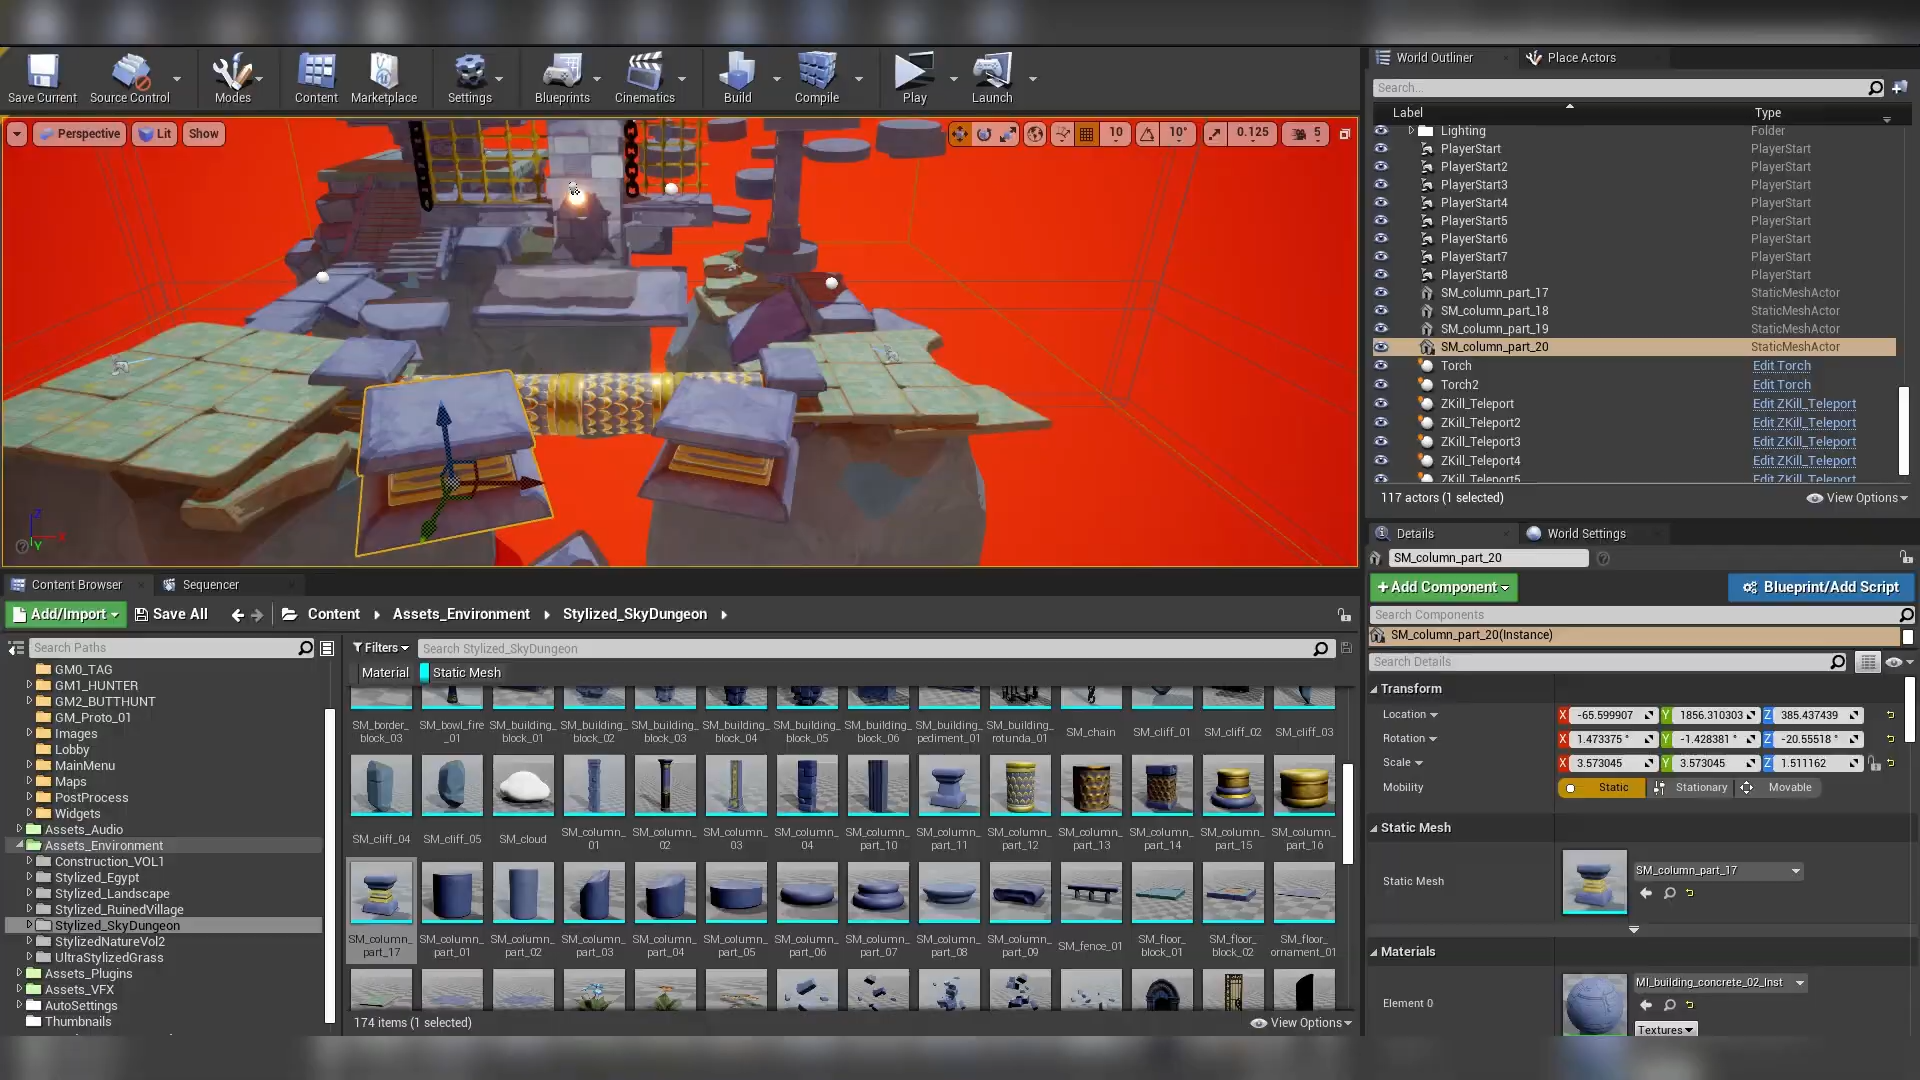 Save Current
Source Control
Modes
Content
Marketplace
Settings
Blueprints
Cinematics
Build
Compile
Play
Launch
Perspective
Lit
Show
10
10°
0.125
5
Z
X
Y
World Outliner
Place Actors
Search...
Label Type
Lighting Folder
PlayerStart PlayerStart
PlayerStart2 PlayerStart
PlayerStart3 PlayerStart
PlayerStart4 PlayerStart
PlayerStart5 PlayerStart
PlayerStart6 PlayerStart
PlayerStart7 PlayerStart
PlayerStart8 PlayerStart
SM_column_part_17 StaticMeshActor
SM_column_part_18 StaticMeshActor
SM_column_part_19 StaticMeshActor
SM_column_part_20 StaticMeshActor
Torch Edit Torch
Torch2 Edit Torch
ZKill_Teleport Edit ZKill_Teleport
ZKill_Teleport2 Edit ZKill_Teleport
ZKill_Teleport3 Edit ZKill_Teleport
ZKill_Teleport4 Edit ZKill_Teleport
ZKill_Teleport5 Edit ZKill_Teleport
117 actors (1 selected) View Options
Details
World Settings
SM_column_part_20
+Add Component
Blueprint/Add Script
Search Components
SM_column_part_20(Instance)
Search Details
Transform
Location X -65.599907 Y 1856.310303 Z 385.437439
Rotation X 1.473375 ° Y -1.428381 ° Z -20.55518 °
Scale X 3.573045 Y 3.573045 Z 1.511162
Mobility Static Stationary Movable
Static Mesh
Static Mesh SM_column_part_17
Materials
Element 0 MI_building_concrete_02_Inst
Textures
Content Browser
Sequencer
Add/Import
Save All
Content
Assets_Environment
Stylized_SkyDungeon
Search Paths
Filters
Search Stylized_SkyDungeon
Material
Static Mesh
GM0_TAG
GM1_HUNTER
GM2_BUTTHUNT
GM_Proto_01
Images
Lobby
MainMenu
Maps
PostProcess
Widgets
Assets_Audio
Assets_Environment
Construction_VOL1
Stylized_Egypt
Stylized_Landscape
Stylized_RuinedVillage
Stylized_SkyDungeon
StylizedNatureVol2
UltraStylizedGrass
Assets_Plugins
Assets_VFX
AutoSettings
Thumbnails
SM_border_
block_03
SM_bowl_fire
_01
SM_building_
block_01
SM_building_
block_02
SM_building_
block_03
SM_building_
block_04
SM_building_
block_05
SM_building_
block_06
SM_building_
pediment_01
SM_building_
rotunda_01
SM_chain
SM_cliff_01
SM_cliff_02
SM_cliff_03
SM_cliff_04
SM_cliff_05
SM_cloud
SM_column_
01
SM_column_
02
SM_column_
03
SM_column_
04
SM_column_
part_10
SM_column_
part_11
SM_column_
part_12
SM_column_
part_13
SM_column_
part_14
SM_column_
part_15
SM_column_
part_16
SM_column_
part_17
SM_column_
part_01
SM_column_
part_02
SM_column_
part_03
SM_column_
part_04
SM_column_
part_05
SM_column_
part_06
SM_column_
part_07
SM_column_
part_08
SM_column_
part_09
SM_fence_01
SM_floor_
block_01
SM_floor_
block_02
SM_floor_
ornament_01
174 items (1 selected)
View Options